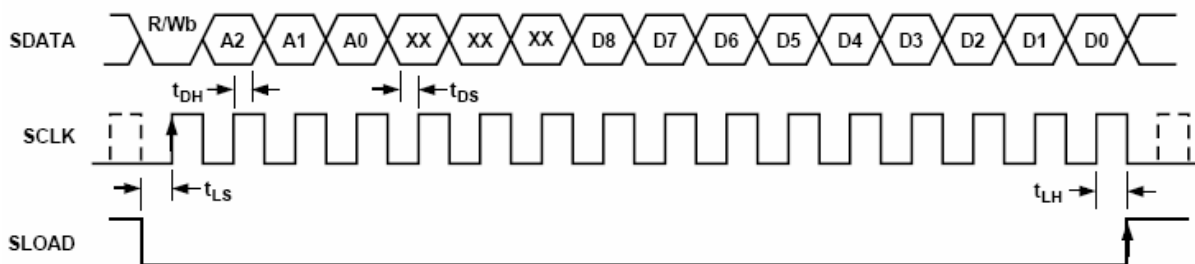 SDATA R/Wb A2 A1 A0 XX XX XX D8 D7 D6 D5 D4 D3 D2 D1 D0
tDH tDS
SCLK
tLS tLH
SLOAD